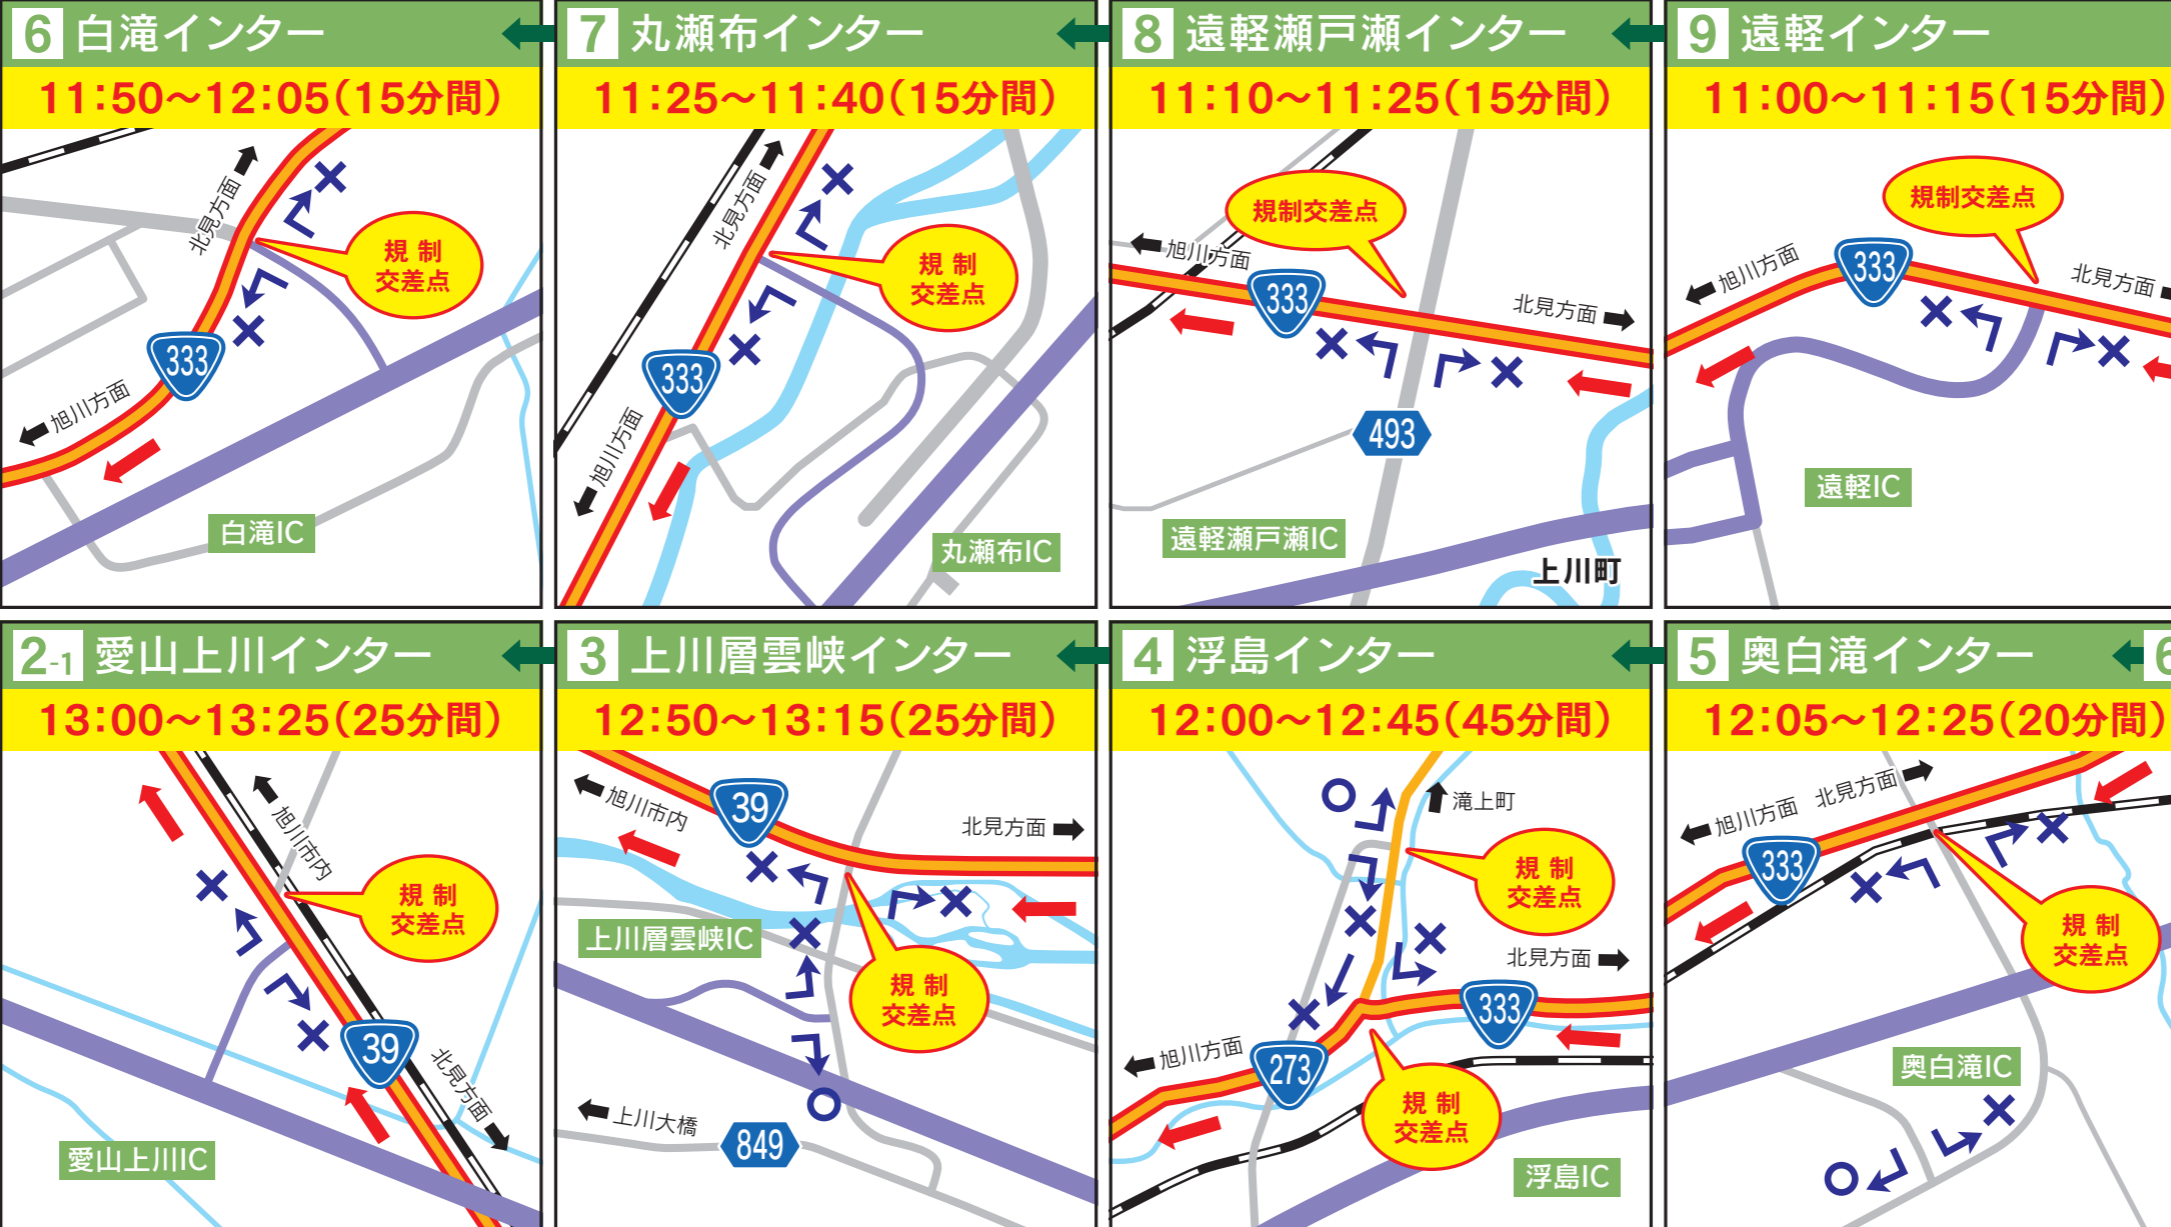 6 白滝インター
11:50～12:05(15分間)
北見方面
規 制
交差点
333
旭川方面
白滝IC
7 丸瀬布インター
11:25～11:40(15分間)
北見方面
規 制
交差点
333
旭川方面
丸瀬布IC
8 遠軽瀬戸瀬インター
11:10～11:25(15分間)
規制交差点
旭川方面
333
北見方面
493
遠軽瀬戸瀬IC
上川町
9 遠軽インター
11:00～11:15(15分間)
規制交差点
旭川方面
333
北見方面
遠軽IC
2-1 愛山上川インター
13:00～13:25(25分間)
旭川市内
規 制
交差点
39
北見方面
愛山上川IC
3 上川層雲峡インター
12:50～13:15(25分間)
旭川市内
39
北見方面
上川層雲峡IC
規 制
交差点
上川大橋
849
4 浮島インター
12:00～12:45(45分間)
滝上町
規 制
交差点
北見方面
333
旭川方面
273
規 制
交差点
浮島IC
5 奥白滝インター
6
12:05～12:25(20分間)
旭川方面
北見方面
333
規 制
交差点
奥白滝IC